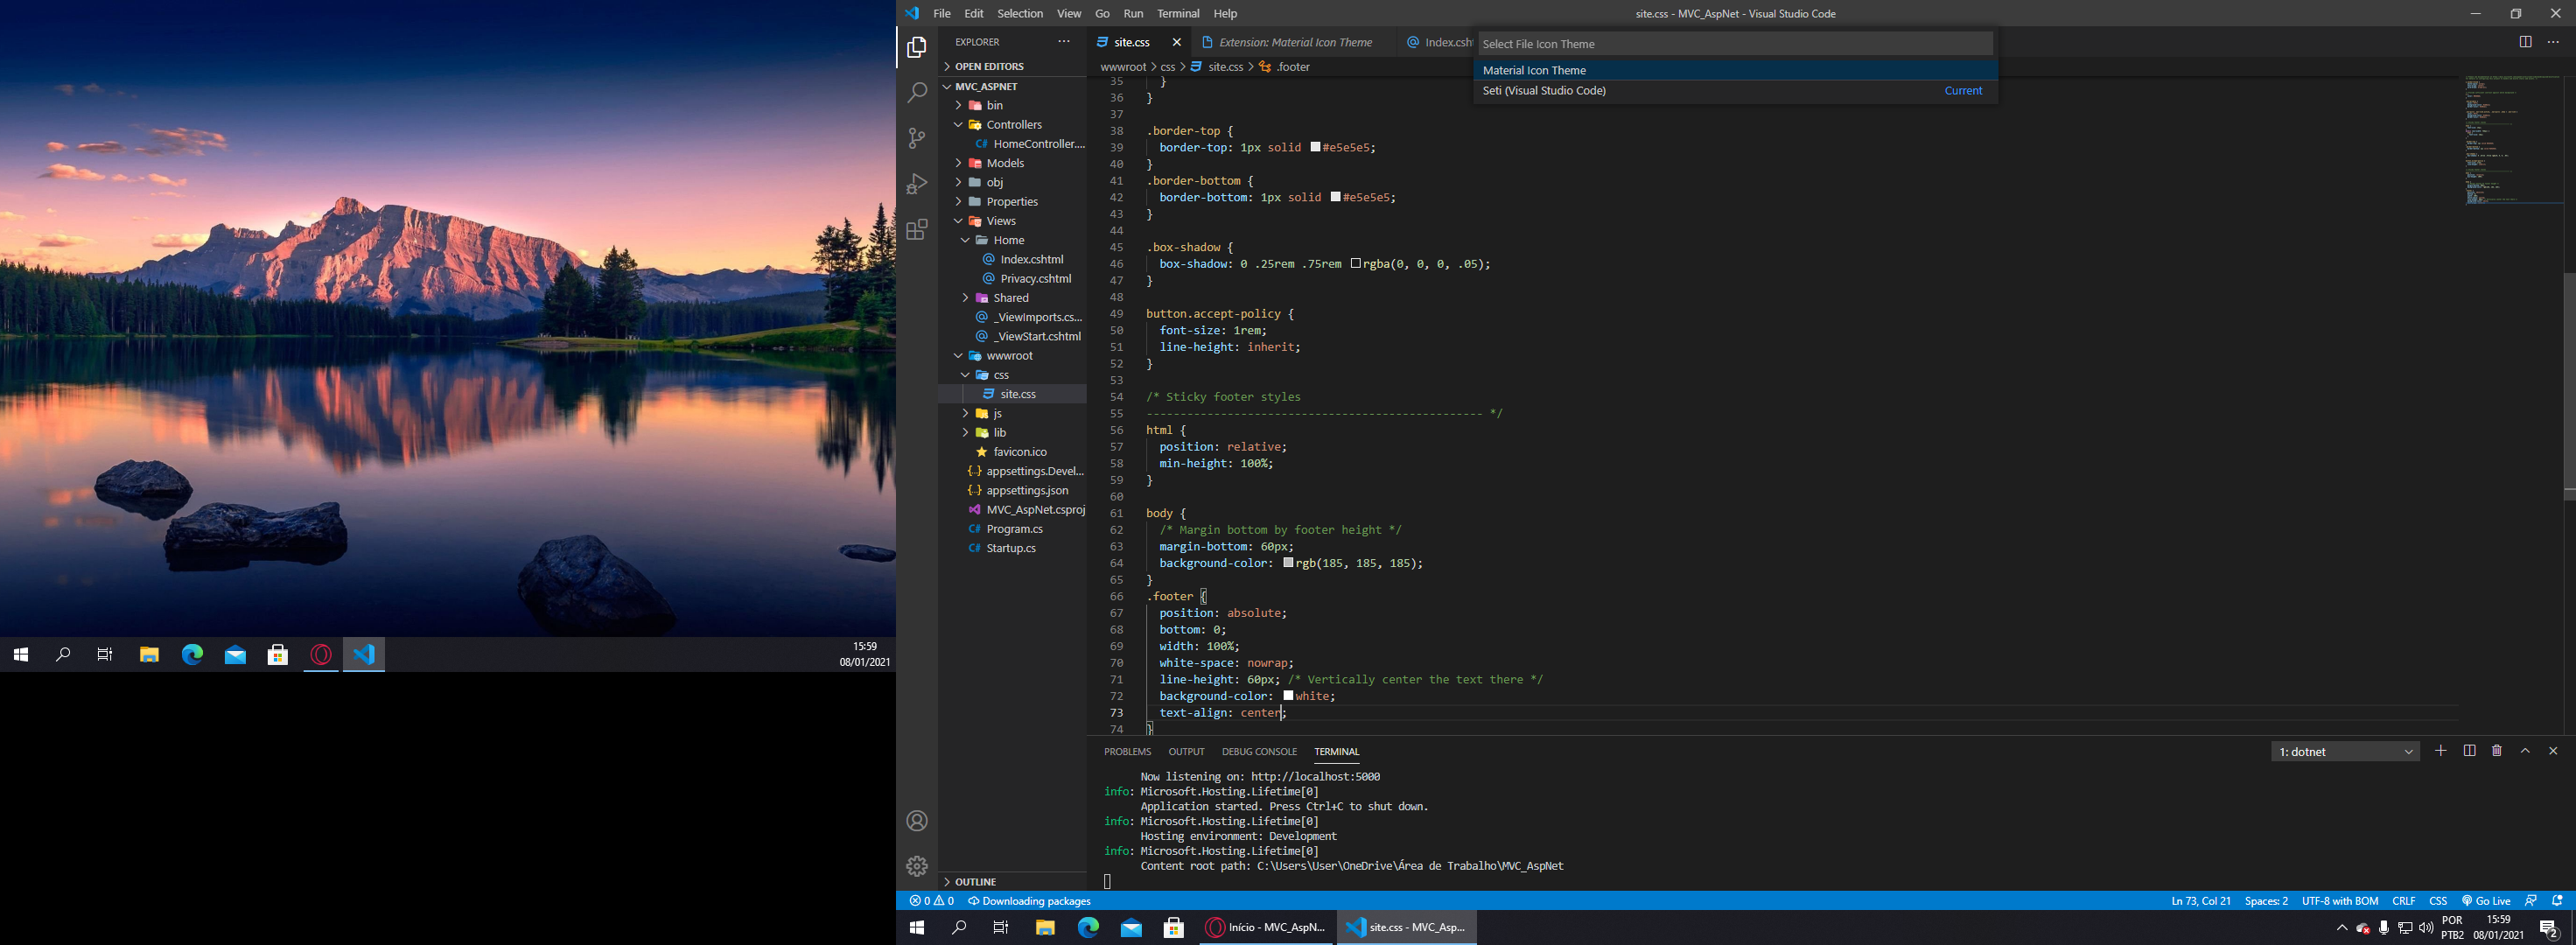 15:59
08/01/2021
File Edit Selection View Go Run Terminal Help
site.css - MVC_AspNet - Visual Studio Code
EXPLORER
OPEN EDITORS
MVC_ASPNET
bin
Controllers
C# HomeController....
Models
obj
Properties
Views
Home
@ Index.cshtml
@ Privacy.cshtml
Shared
@ _ViewImports.cs...
@ _ViewStart.cshtml
wwwroot
css
site.css
js
lib
favicon.ico
{..} appsettings.Devel...
{..} appsettings.json
MVC_AspNet.csproj
C# Program.cs
C# Startup.cs
OUTLINE
site.css
Extension: Material Icon Theme
@ Index.csht
Select File Icon Theme
Material Icon Theme
Seti (Visual Studio Code) Current
wwwroot > css > site.css > .footer
35 }
36 }
37
38 .border-top {
39 border-top: 1px solid #e5e5e5;
40 }
41 .border-bottom {
42 border-bottom: 1px solid #e5e5e5;
43 }
44
45 .box-shadow {
46 box-shadow: 0 .25rem .75rem rgba(0, 0, 0, .05);
47 }
48
49 button.accept-policy {
50 font-size: 1rem;
51 line-height: inherit;
52 }
53
54 /* Sticky footer styles
55 -------------------------------------------------- */
56 html {
57 position: relative;
58 min-height: 100%;
59 }
60
61 body {
62 /* Margin bottom by footer height */
63 margin-bottom: 60px;
64 background-color: rgb(185, 185, 185);
65 }
66 .footer {
67 position: absolute;
68 bottom: 0;
69 width: 100%;
70 white-space: nowrap;
71 line-height: 60px; /* Vertically center the text there */
72 background-color: white;
73 text-align: center;
74 }
PROBLEMS OUTPUT DEBUG CONSOLE TERMINAL
1: dotnet
Now listening on: http://localhost:5000
info: Microsoft.Hosting.Lifetime[0]
Application started. Press Ctrl+C to shut down.
info: Microsoft.Hosting.Lifetime[0]
Hosting environment: Development
info: Microsoft.Hosting.Lifetime[0]
Content root path: C:\Users\User\OneDrive\Área de Trabalho\MVC_AspNet
0 0 Downloading packages
Ln 73, Col 21 Spaces: 2 UTF-8 with BOM CRLF CSS Go Live
Início - MVC_AspN...
site.css - MVC_Asp...
POR
PTB2
15:59
08/01/2021
2